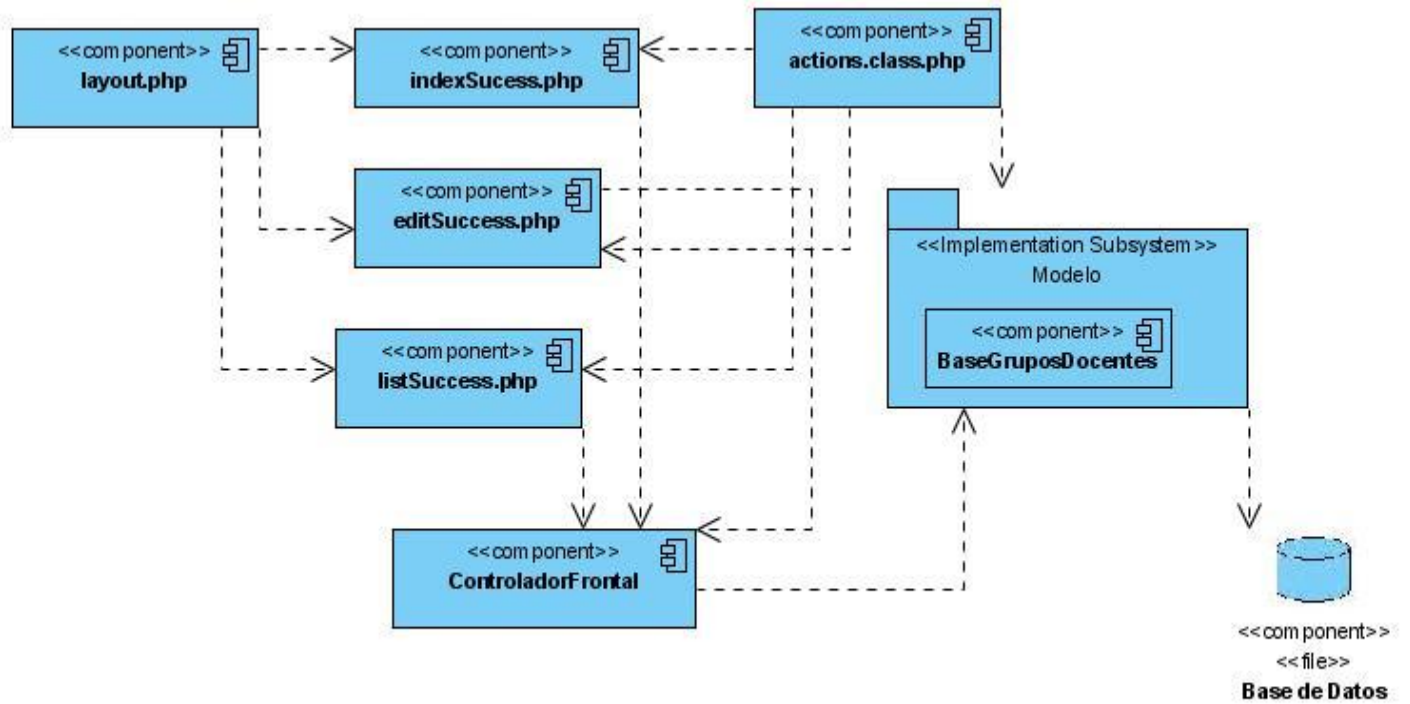 <<component>>
layout.php
<<component>>
indexSucess.php
<<component>>
actions.class.php
<<component>>
editSuccess.php
<<Implementation Subsystem>>
Modelo
<<component>>
BaseGruposDocentes
<<component>>
listSuccess.php
<<component>>
ControladorFrontal
<<component>>
<<file>>
Base de Datos